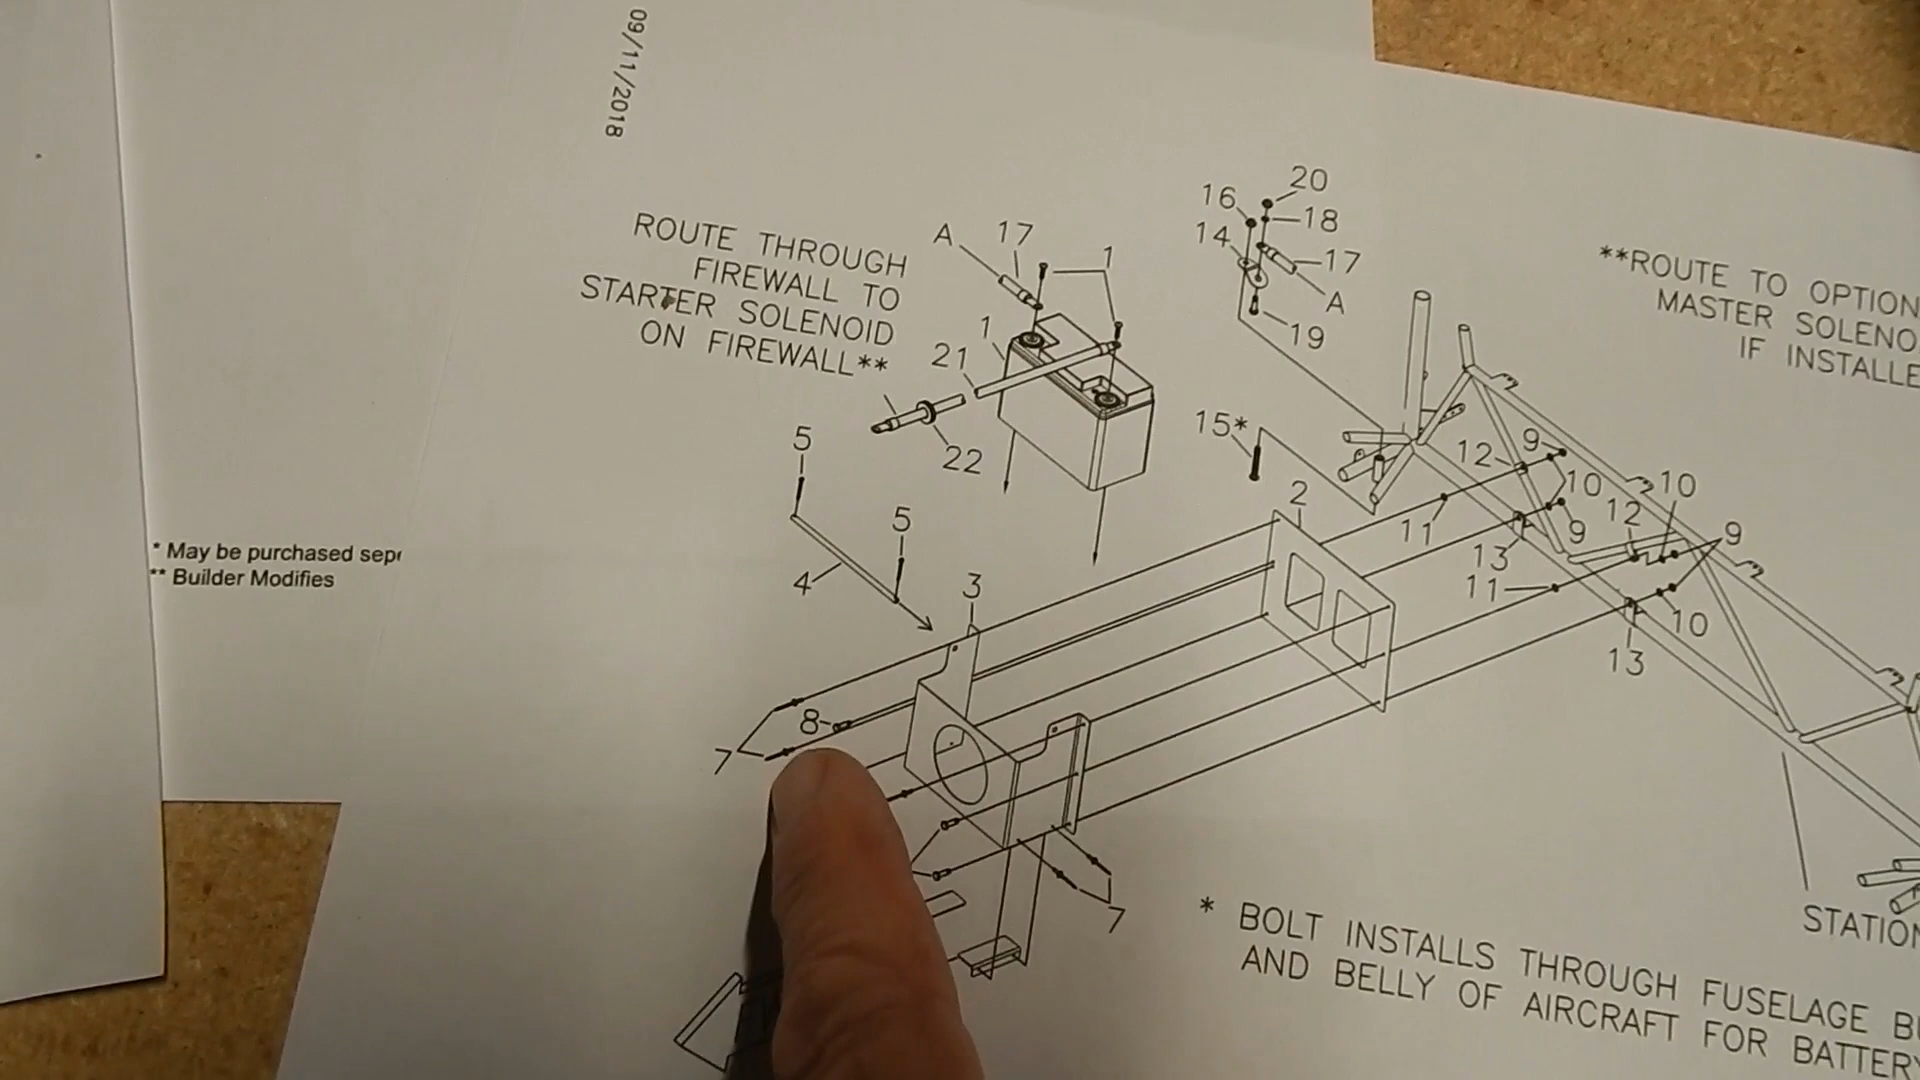 09/11/2018
ROUTE THROUGH
FIREWALL TO
STARTER SOLENOID
ON FIREWALL**
A
17
1
1
21
22
16
20
18
14
17
A
19
15*
**ROUTE TO OPTION
MASTER SOLENO
IF INSTALLE
5
5
4
3
2
12
9
10
10
9
12
9
11
13
11
10
13
8
7
7
* May be purchased sep
** Builder Modifies
STATION
* BOLT INSTALLS THROUGH FUSELAGE
AND BELLY OF AIRCRAFT FOR BATTERY